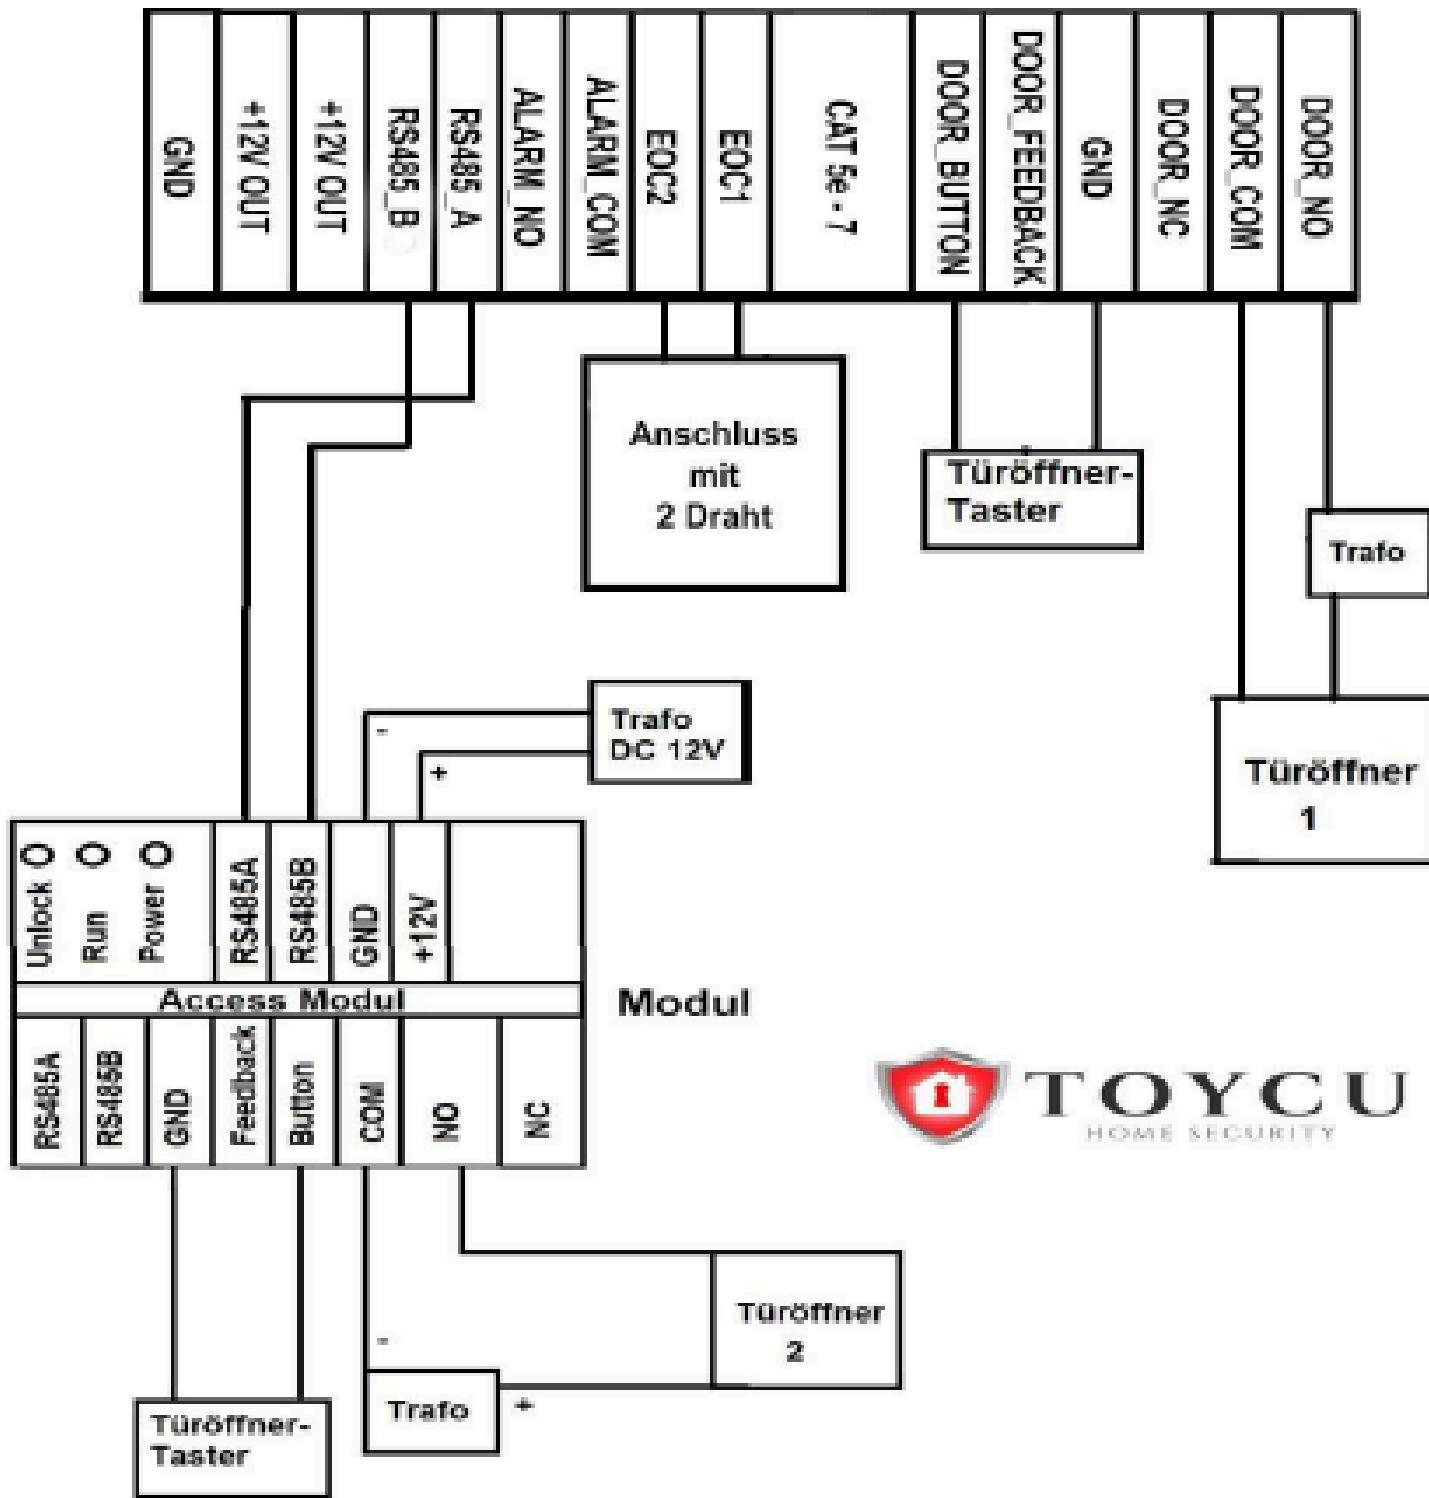 GND
+12V OUT
+12V OUT
RS485_B
RS485_A
ALARM_NO
ALARM_COM
EOC2
EOC1
CAT 5e - 7
DOOR_BUTTON
DOOR_FEEDBACK
GND
DOOR_NC
DOOR_COM
DOOR_NO
Anschluss
mit
2 Draht
Türöffner-
Taster
Trafo
Türöffner
1
Trafo
DC 12V
-
+
Unlock
Run
Power
RS485A
RS485B
GND
+12V
Access Modul
Modul
RS485A
RS485B
GND
Feedback
Button
COM
NO
NC
TOYCU
HOME SECURITY
Türöffner
2
-
Trafo
+
Türöffner-
Taster